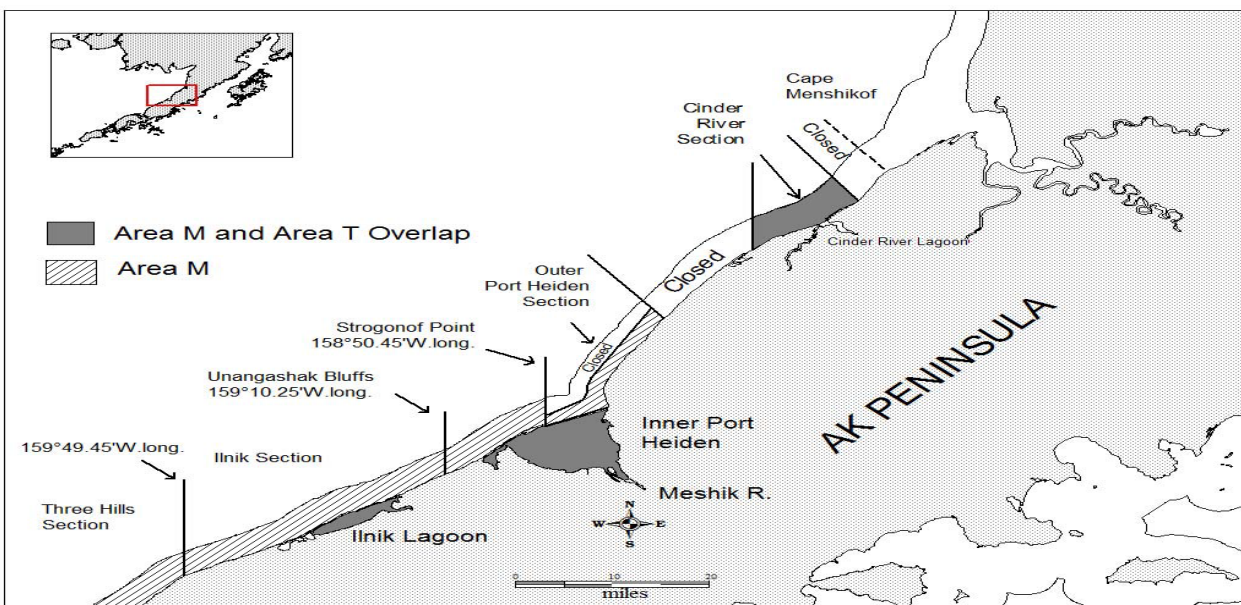 Cape
Menshikof
Cinder
River
Section
Closed
Area M and Area T Overlap
Area M
Cinder River Lagoon
Outer
Port Heiden
Section
Closed
Strogonof Point
158°50.45'W.long.
Closed
Unangashak Bluffs
159°10.25'W.long.
AK PENINSULA
Inner Port
Heiden
159°49.45'W.long.
Ilnik Section
Meshik R.
Three Hills
Section
Ilnik Lagoon
N
W E
S
0 10 20
miles